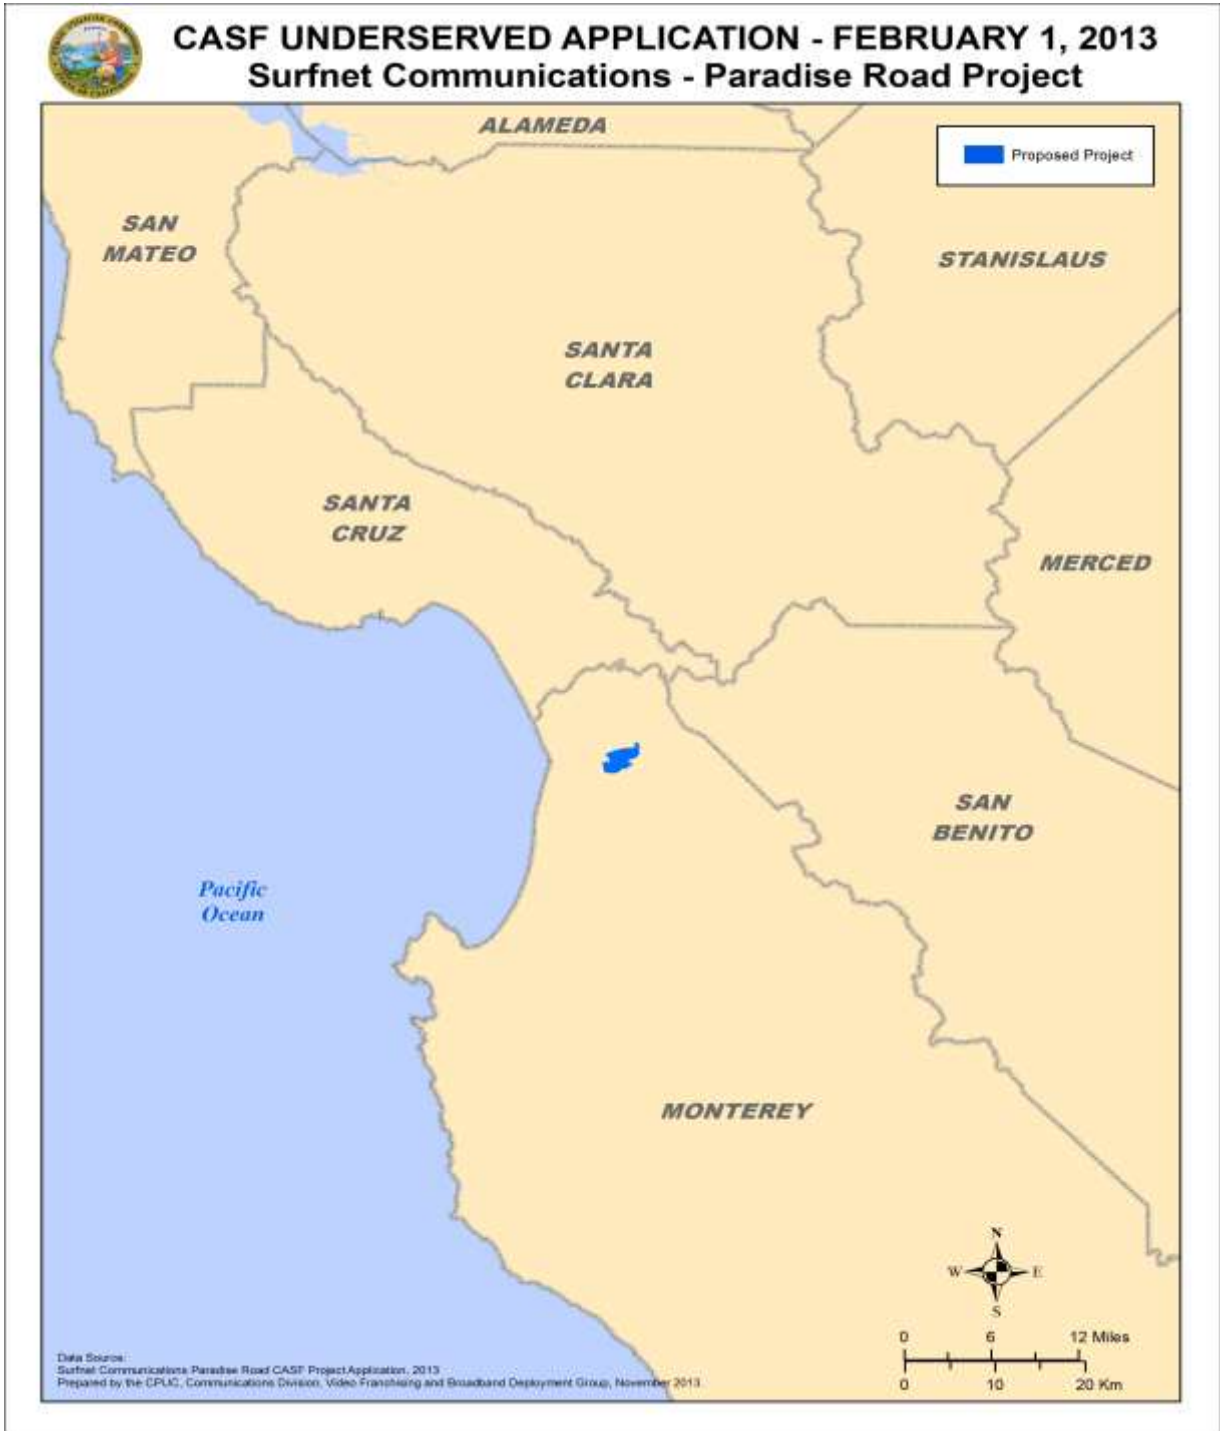 CASF UNDERSERVED APPLICATION - FEBRUARY 1, 2013
Surfnet Communications - Paradise Road Project
ALAMEDA
Proposed Project
SAN
MATEO
STANISLAUS
SANTA
CLARA
SANTA
CRUZ
MERCED
SAN
BENITO
Pacific
Ocean
MONTEREY
N
W E
S
0 6 12 Miles
0 10 20 Km
Data Source:
Surfnet Communications Paradise Road CASF Project Application, 2013
Prepared by the CPUC, Communications Division, Video Franchising and Broadband Deployment Group, November 2013